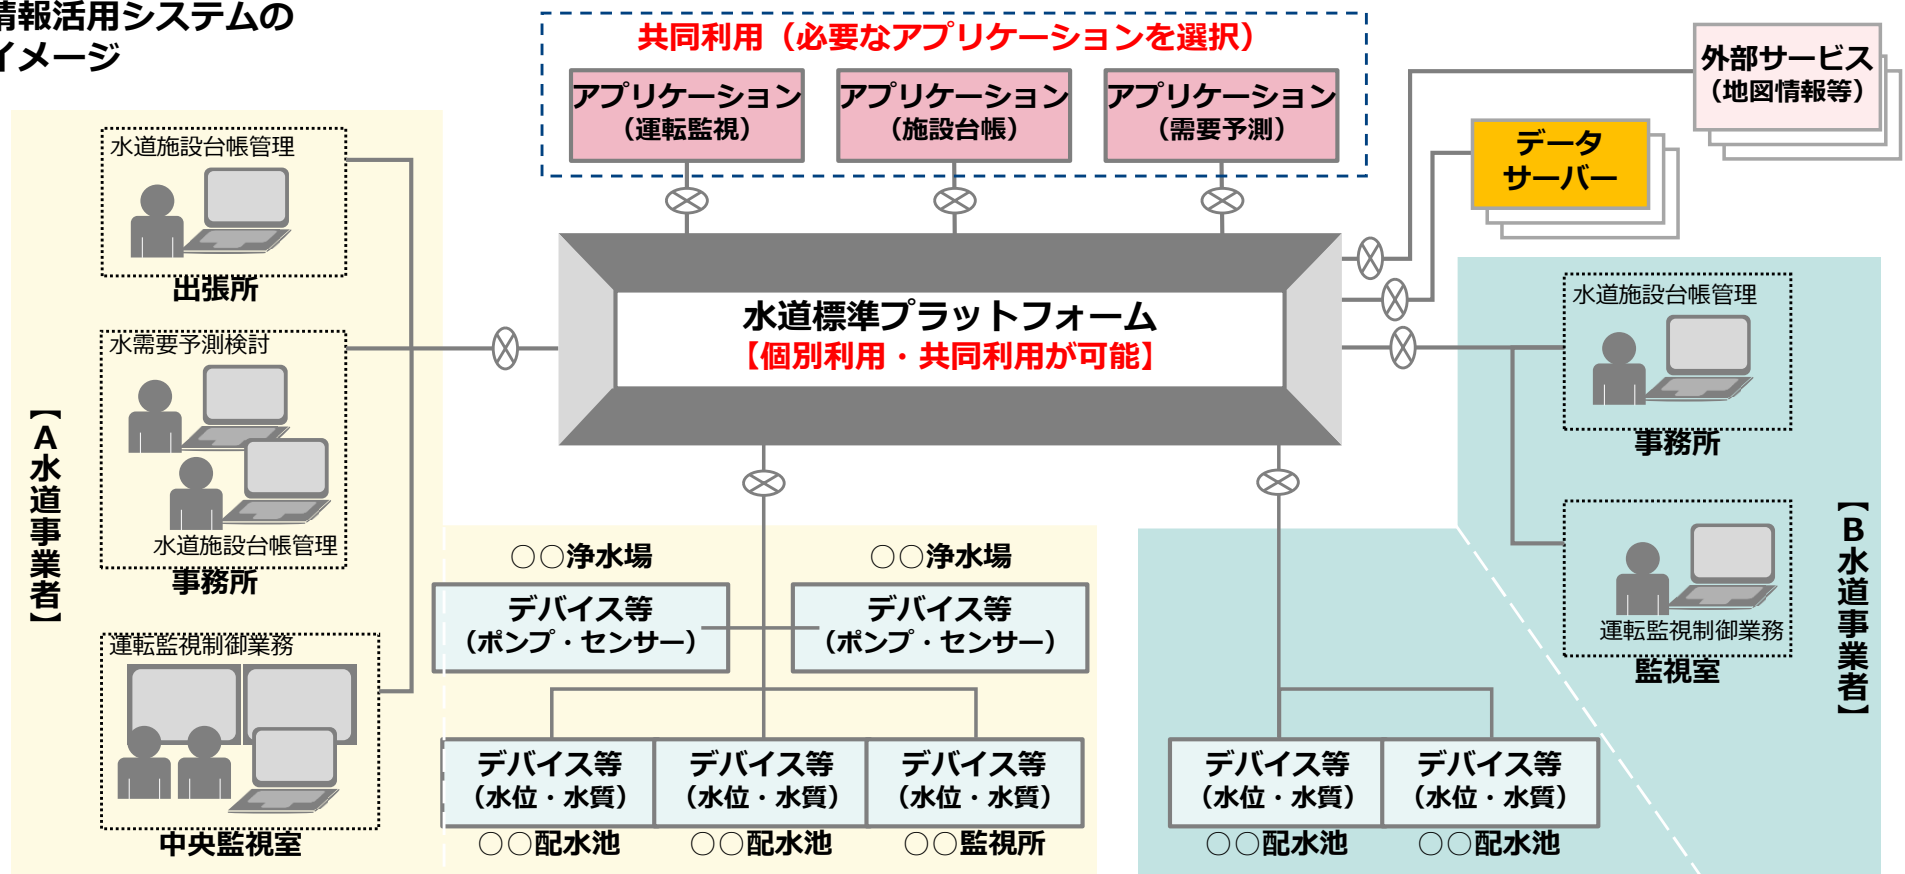 情報活用システムの
イメージ
共同利用（必要なアプリケーションを選択）
アプリケーション
（運転監視）
アプリケーション
（施設台帳）
アプリケーション
（需要予測）
外部サービス
（地図情報等）
データ
サーバー
水道標準プラットフォーム
【個別利用・共同利用が可能】
【A水道事業者】
水道施設台帳管理
出張所
水需要予測検討
水道施設台帳管理
事務所
運転監視制御業務
中央監視室
○○浄水場
デバイス等
（ポンプ・センサー）
○○浄水場
デバイス等
（ポンプ・センサー）
デバイス等
（水位・水質）
○○配水池
デバイス等
（水位・水質）
○○配水池
デバイス等
（水位・水質）
○○監視所
デバイス等
（水位・水質）
○○配水池
デバイス等
（水位・水質）
○○配水池
水道施設台帳管理
事務所
運転監視制御業務
監視室
【B水道事業者】